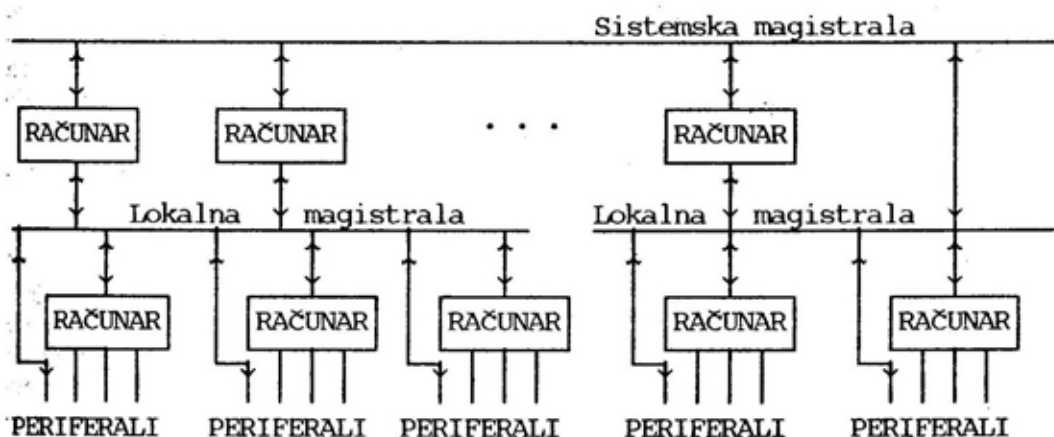 Sistemska magistrala
RAČUNAR RAČUNAR . . . RAČUNAR
Lokalna magistrala Lokalna magistrala
RAČUNAR RAČUNAR RAČUNAR RAČUNAR RAČUNAR
PERIFERALI PERIFERALI PERIFERALI PERIFERALI PERIFERALI